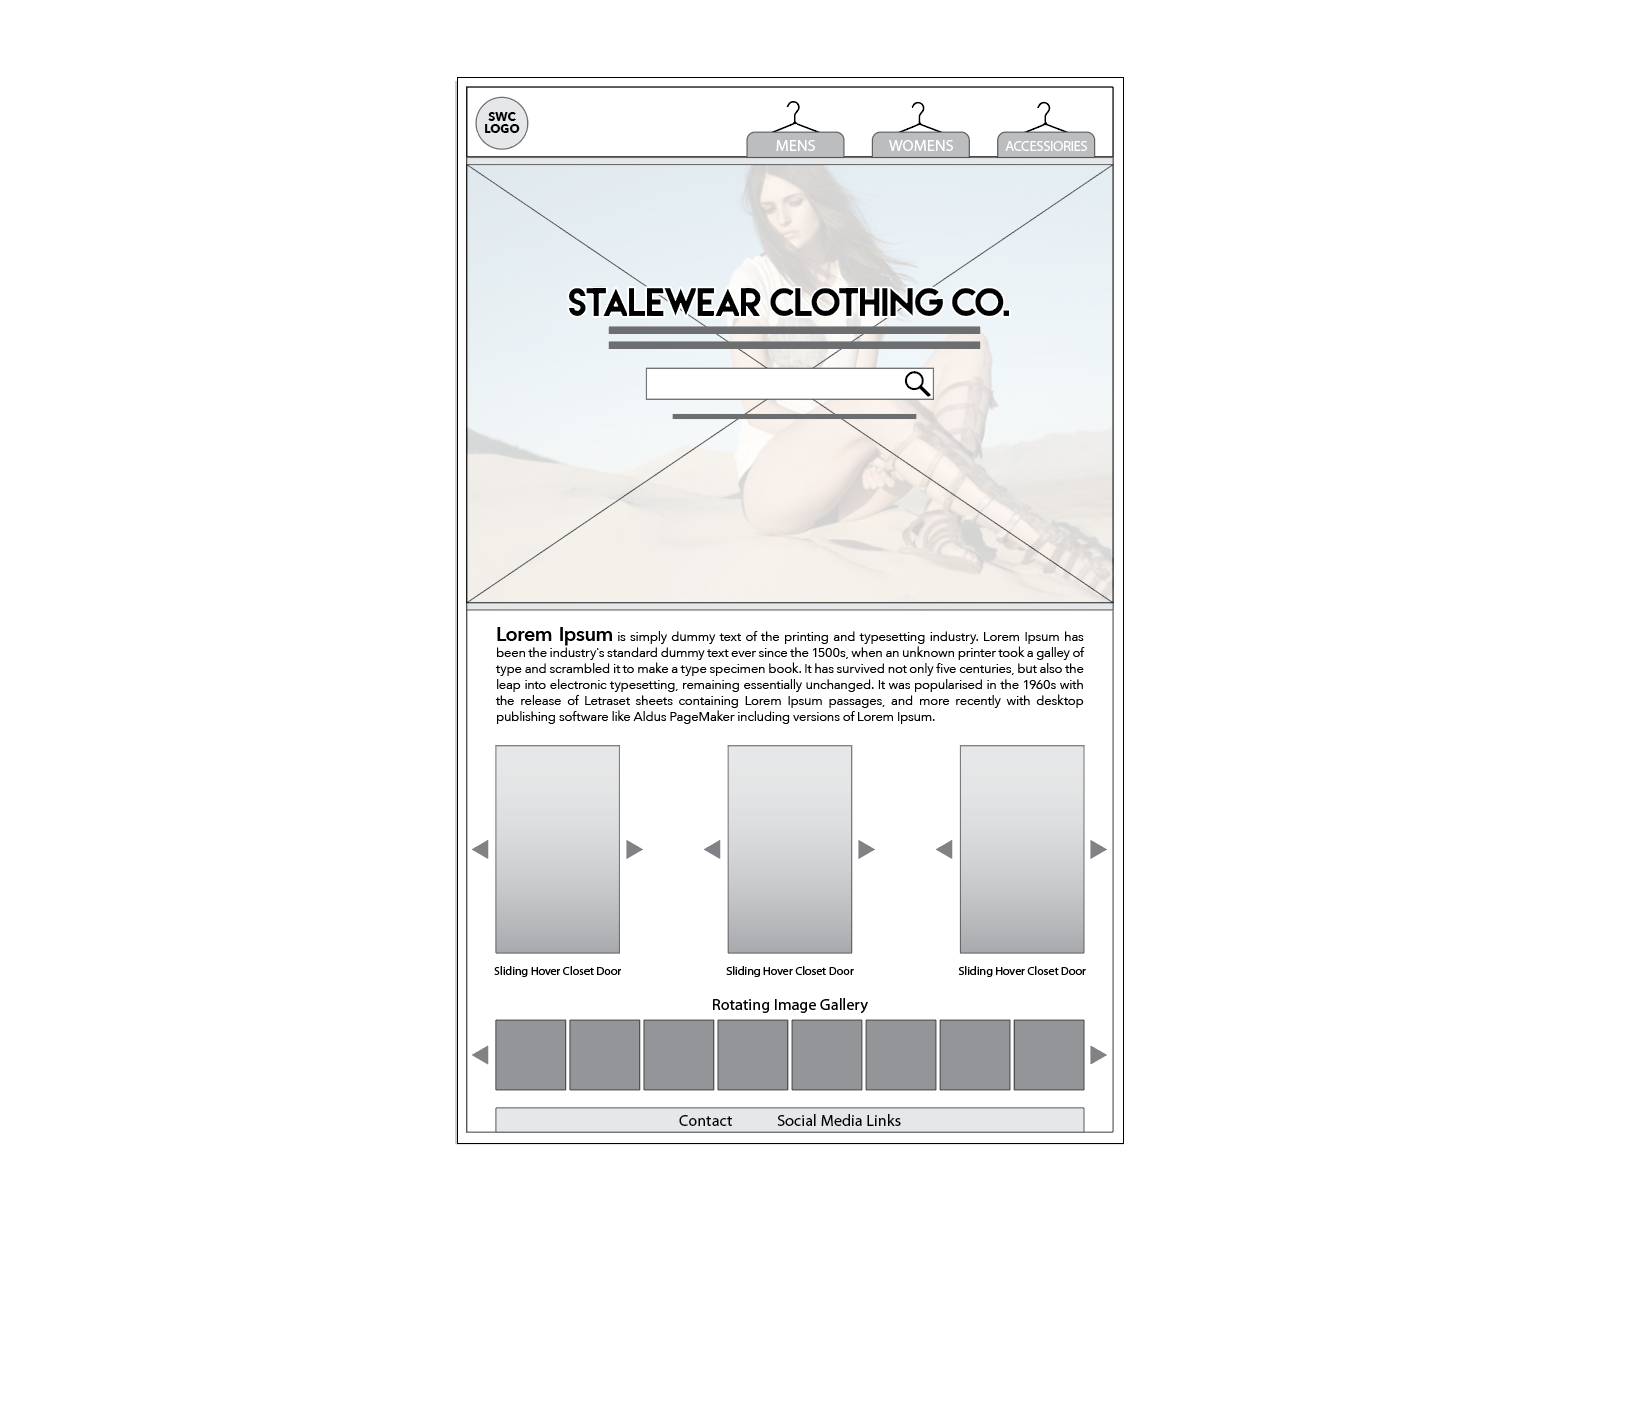 SWC
LOGO
MENS
WOMENS
ACCESSIORIES
STALEWEAR CLOTHING CO.
Lorem Ipsum is simply dummy text of the printing and typesetting industry. Lorem Ipsum has
been the industry's standard dummy text ever since the 1500s, when an unknown printer took a galley of
type and scrambled it to make a type specimen book. It has survived not only five centuries, but also the
leap into electronic typesetting, remaining essentially unchanged. It was popularised in the 1960s with
the release of Letraset sheets containing Lorem Ipsum passages, and more recently with desktop
publishing software like Aldus PageMaker including versions of Lorem Ipsum.
Sliding Hover Closet Door
Sliding Hover Closet Door
Sliding Hover Closet Door
Rotating Image Gallery
Contact
Social Media Links